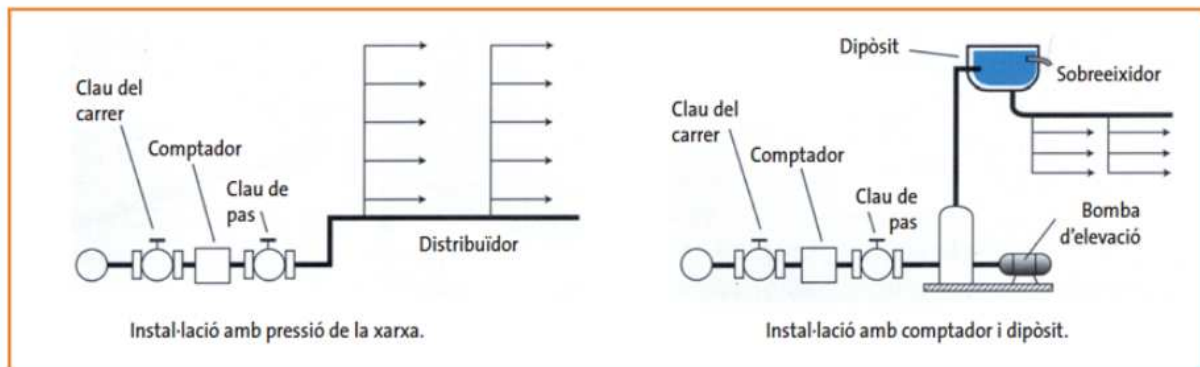 Clau del
carrer
Comptador
Clau de
pas
Distribuïdor
Instal·lació amb pressió de la xarxa.
Dipòsit
Sobreeixidor
Clau del
carrer
Comptador
Clau de
pas
Bomba
d'elevació
Instal·lació amb comptador i dipòsit.